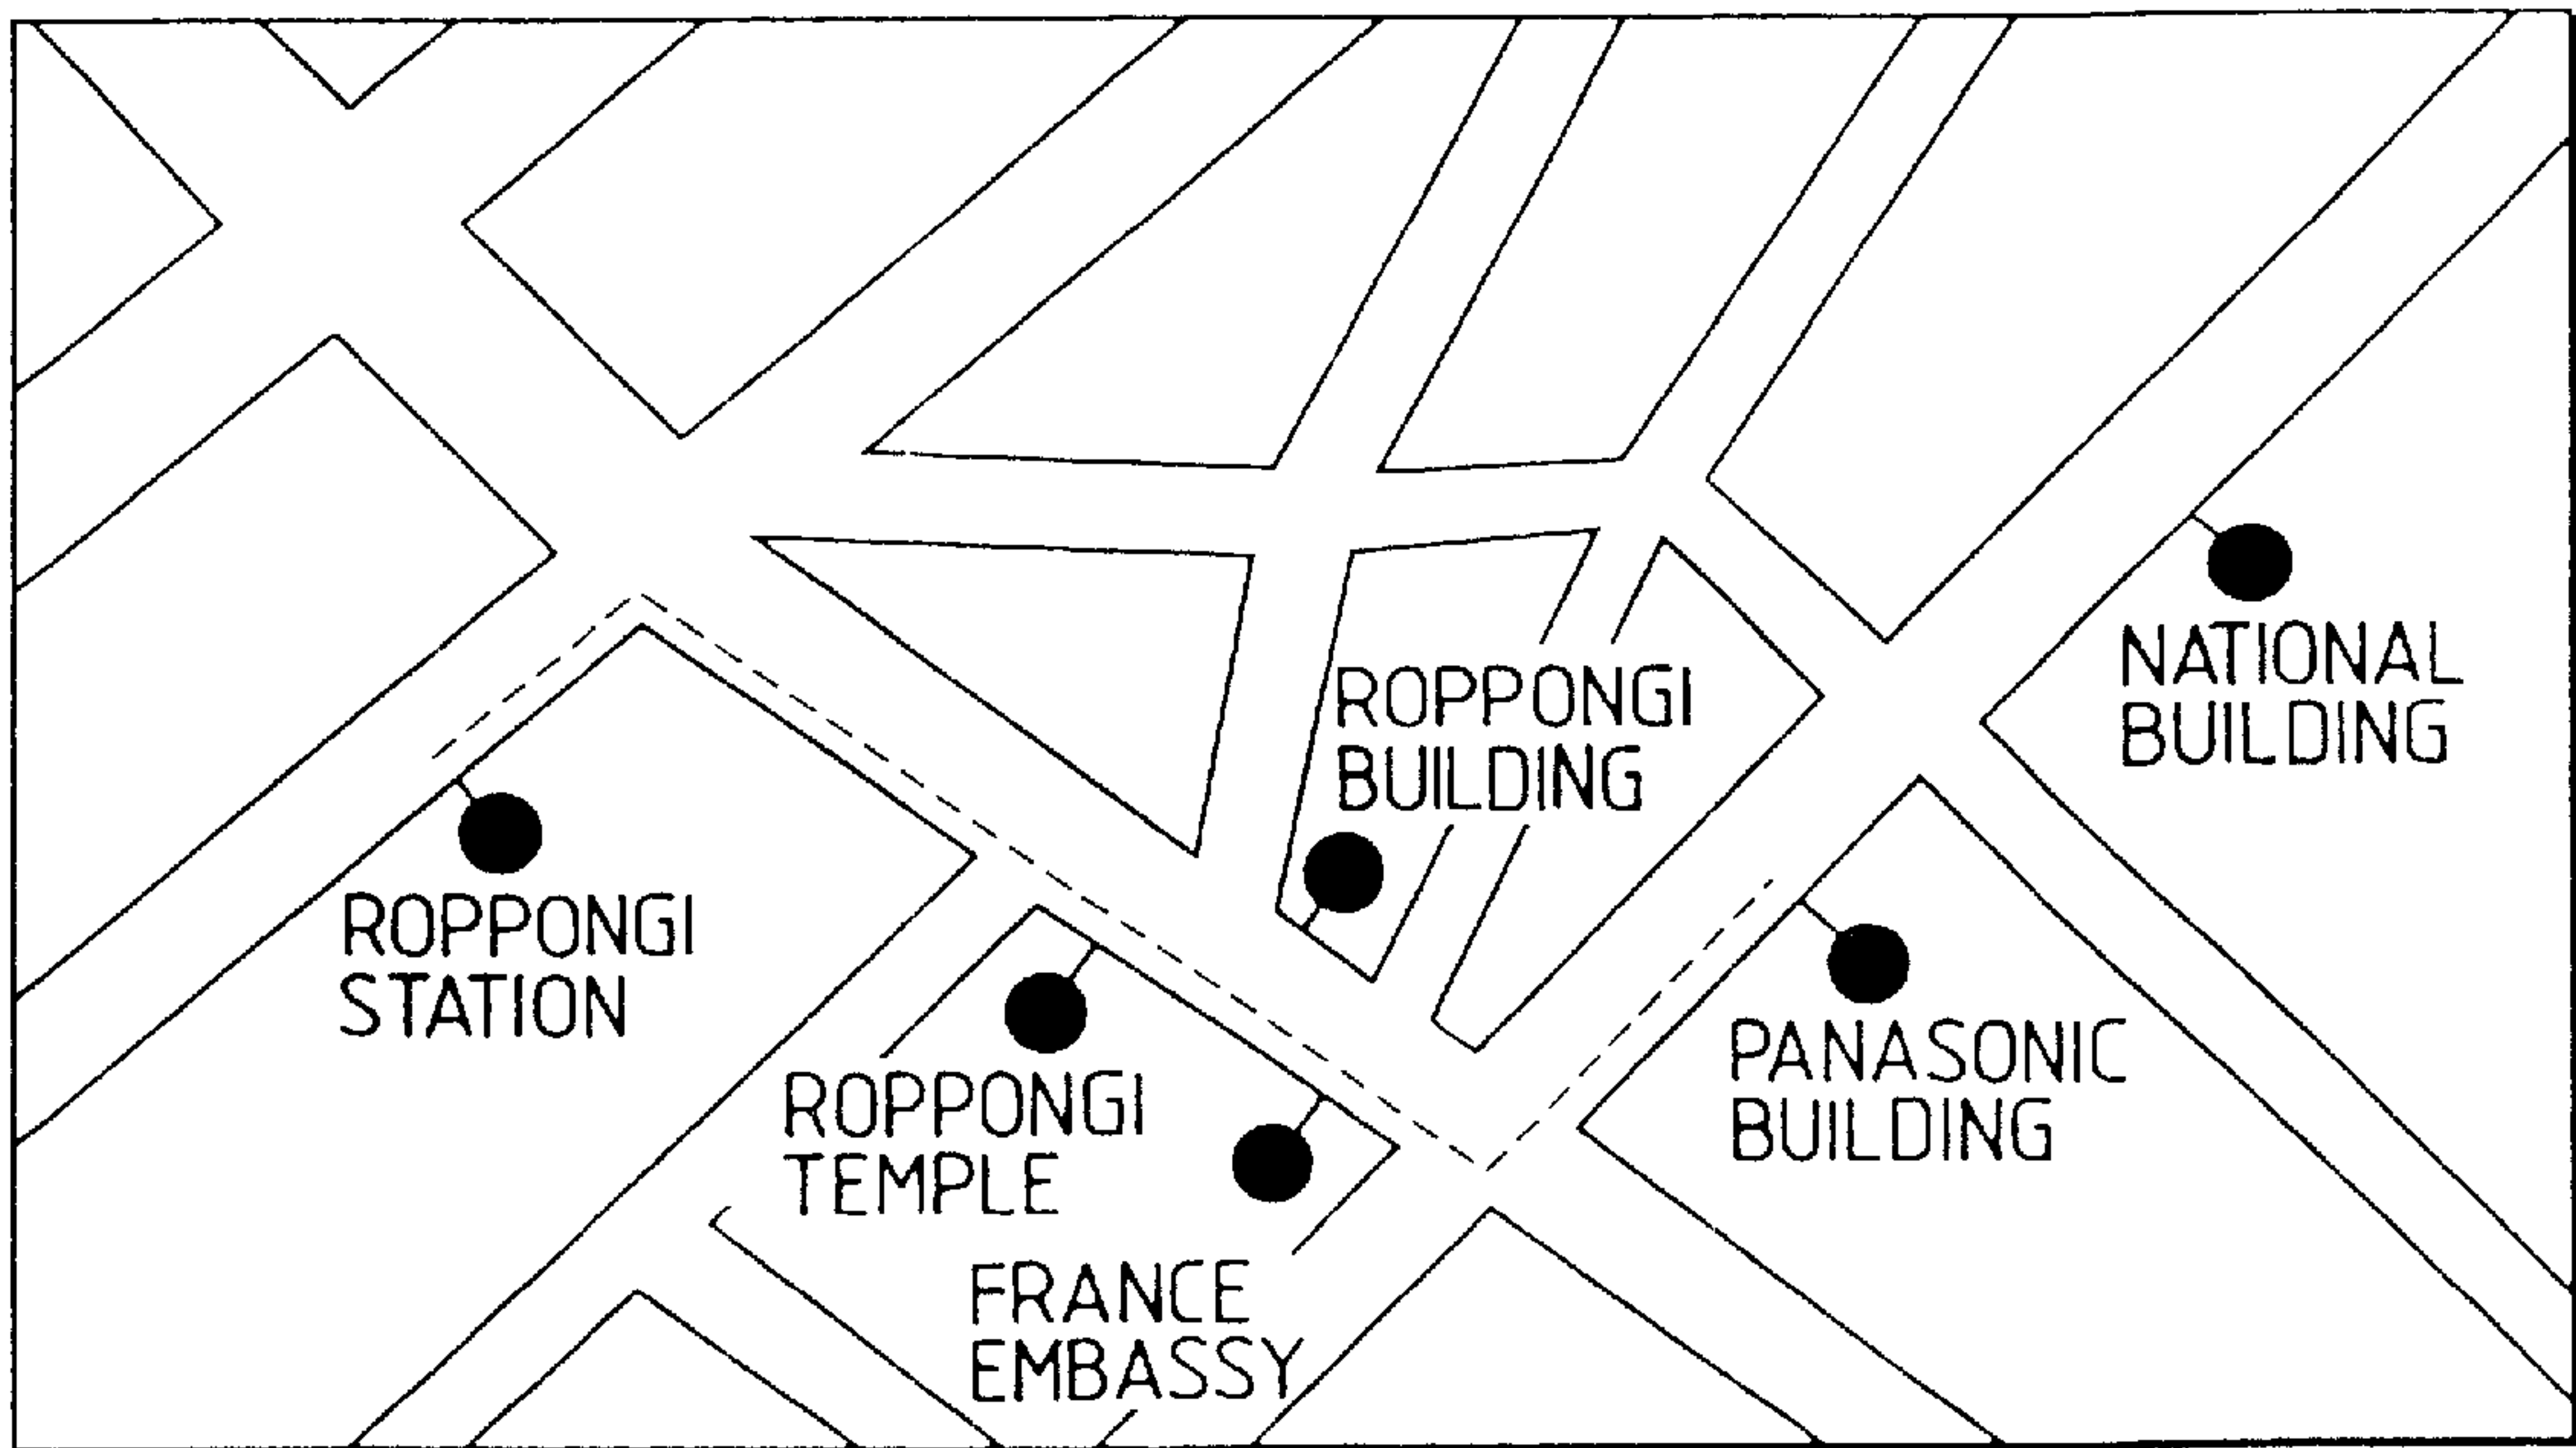 NATIONAL
BUILDING
ROPPONGI
BUILDING
ROPPONGI
STATION
PANASONIC
BUILDING
ROPPONGI
TEMPLE
FRANCE
EMBASSY